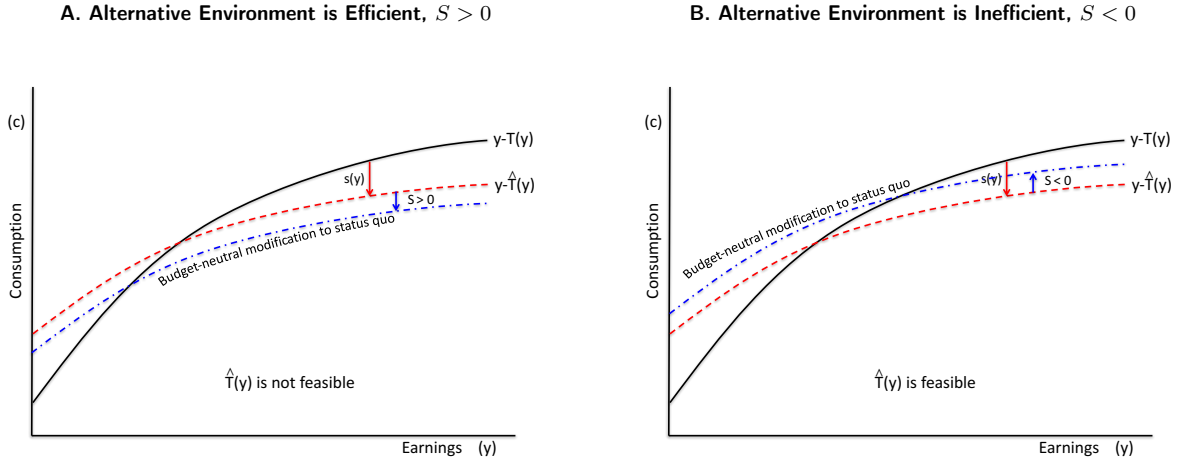 A. Alternative Environment is Efficient, S > 0
(c)
Consumption
y-T(y)
s(y)
y-T̂(y)
S > 0
Budget-neutral modification to status quo
T̂(y) is not feasible
Earnings (y)
B. Alternative Environment is Inefficient, S < 0
(c)
Consumption
y-T(y)
s(y)
y-T̂(y)
S < 0
Budget-neutral modification to status quo
T̂(y) is feasible
Earnings (y)